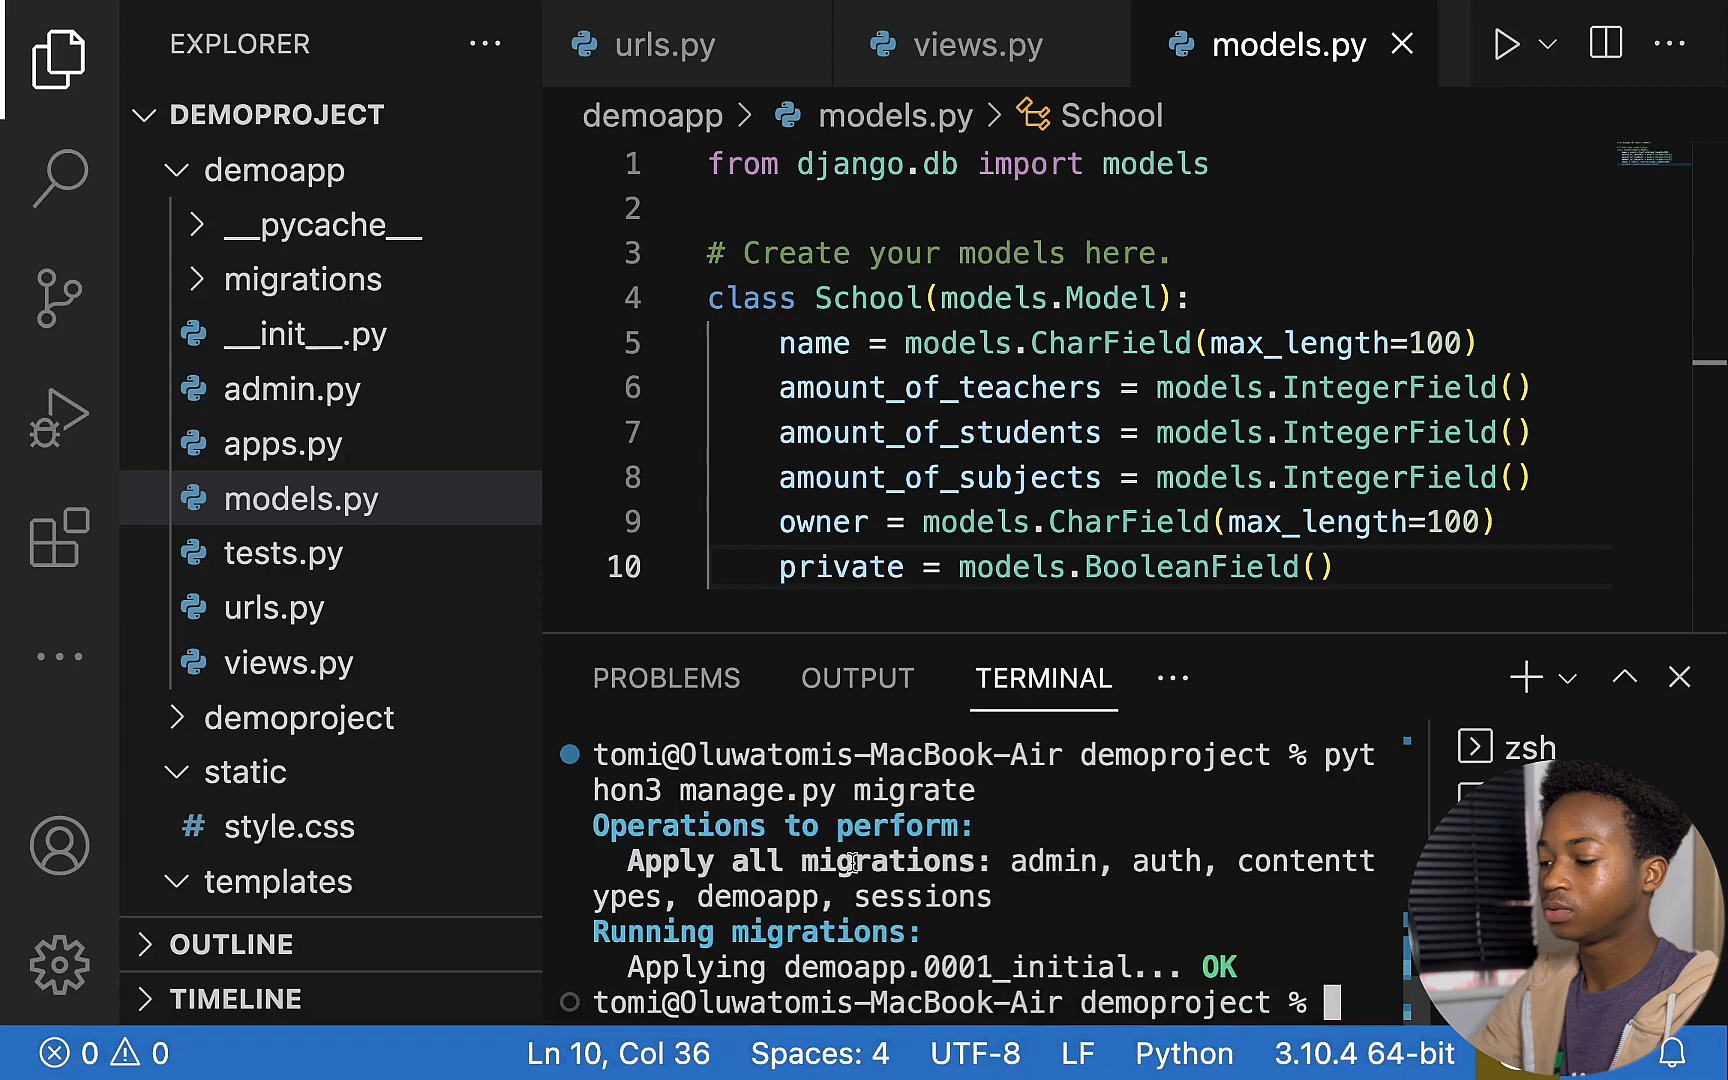 EXPLORER
DEMOPROJECT
demoapp
__pycache__
migrations
__init__.py
admin.py
apps.py
models.py
tests.py
urls.py
views.py
demoproject
static
# style.css
templates
OUTLINE
TIMELINE
urls.py views.py models.py
demoapp > models.py > School
1 from django.db import models
2
3 # Create your models here.
4 class School(models.Model):
5 name = models.CharField(max_length=100)
6 amount_of_teachers = models.IntegerField()
7 amount_of_students = models.IntegerField()
8 amount_of_subjects = models.IntegerField()
9 owner = models.CharField(max_length=100)
10 private = models.BooleanField()
PROBLEMS OUTPUT TERMINAL
tomi@Oluwatomis-MacBook-Air demoproject % pyt
hon3 manage.py migrate
Operations to perform:
Apply all migrations: admin, auth, contentt
ypes, demoapp, sessions
Running migrations:
Applying demoapp.0001_initial... OK
tomi@Oluwatomis-MacBook-Air demoproject %
zsh
0 0 Ln 10, Col 36 Spaces: 4 UTF-8 LF Python 3.10.4 64-bit